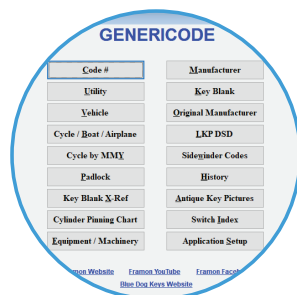 GENERICODE
Code #
Manufacturer
Utility
Key Blank
Vehicle
Original Manufacturer
Cycle / Boat / Airplane
LKP DSD
Cycle by MMY
Sidewinder Codes
Padlock
History
Key Blank X-Ref
Antique Key Pictures
Cylinder Pinning Chart
Switch Index
Equipment / Machinery
Application Setup
Website Framon YouTube Framon
Blue Dog Keys Website